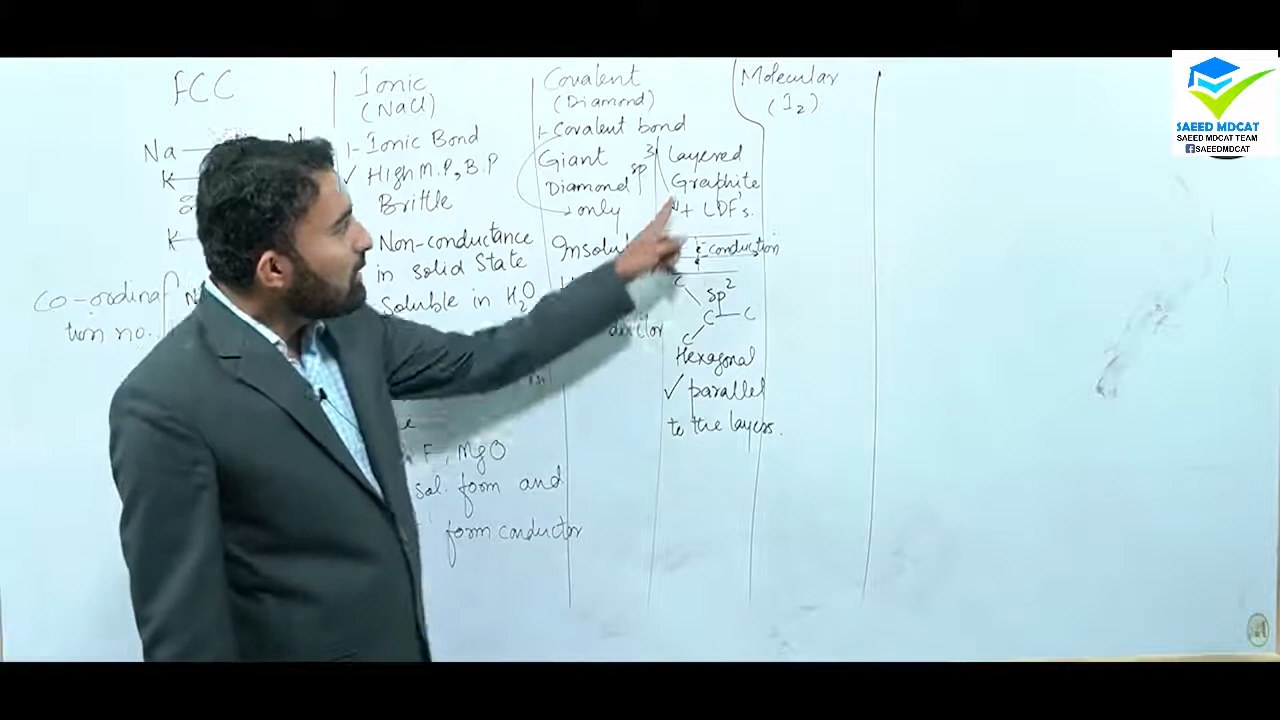 FCC
Na
K
K
Co-ordina
tion no.
Ionic
(NaCl)
1- Ionic Bond
✓ High M.P, B.P
Brittle
Non-conductance
in Solid State
Soluble in H2O
F, MgO
sol. form and
form conductor
Covalent
(Diamond)
1- Covalent bond
Giant
Diamond sp3
only
Insolu
Layered
Graphite
+ LDF's.
e- conduction
C
sp2
C C
C
Hexagonal
✓ parallel
to the layers.
Molecular
(I2)
SAEED MDCAT
SAEED MDCAT TEAM
SAEEDMDCAT